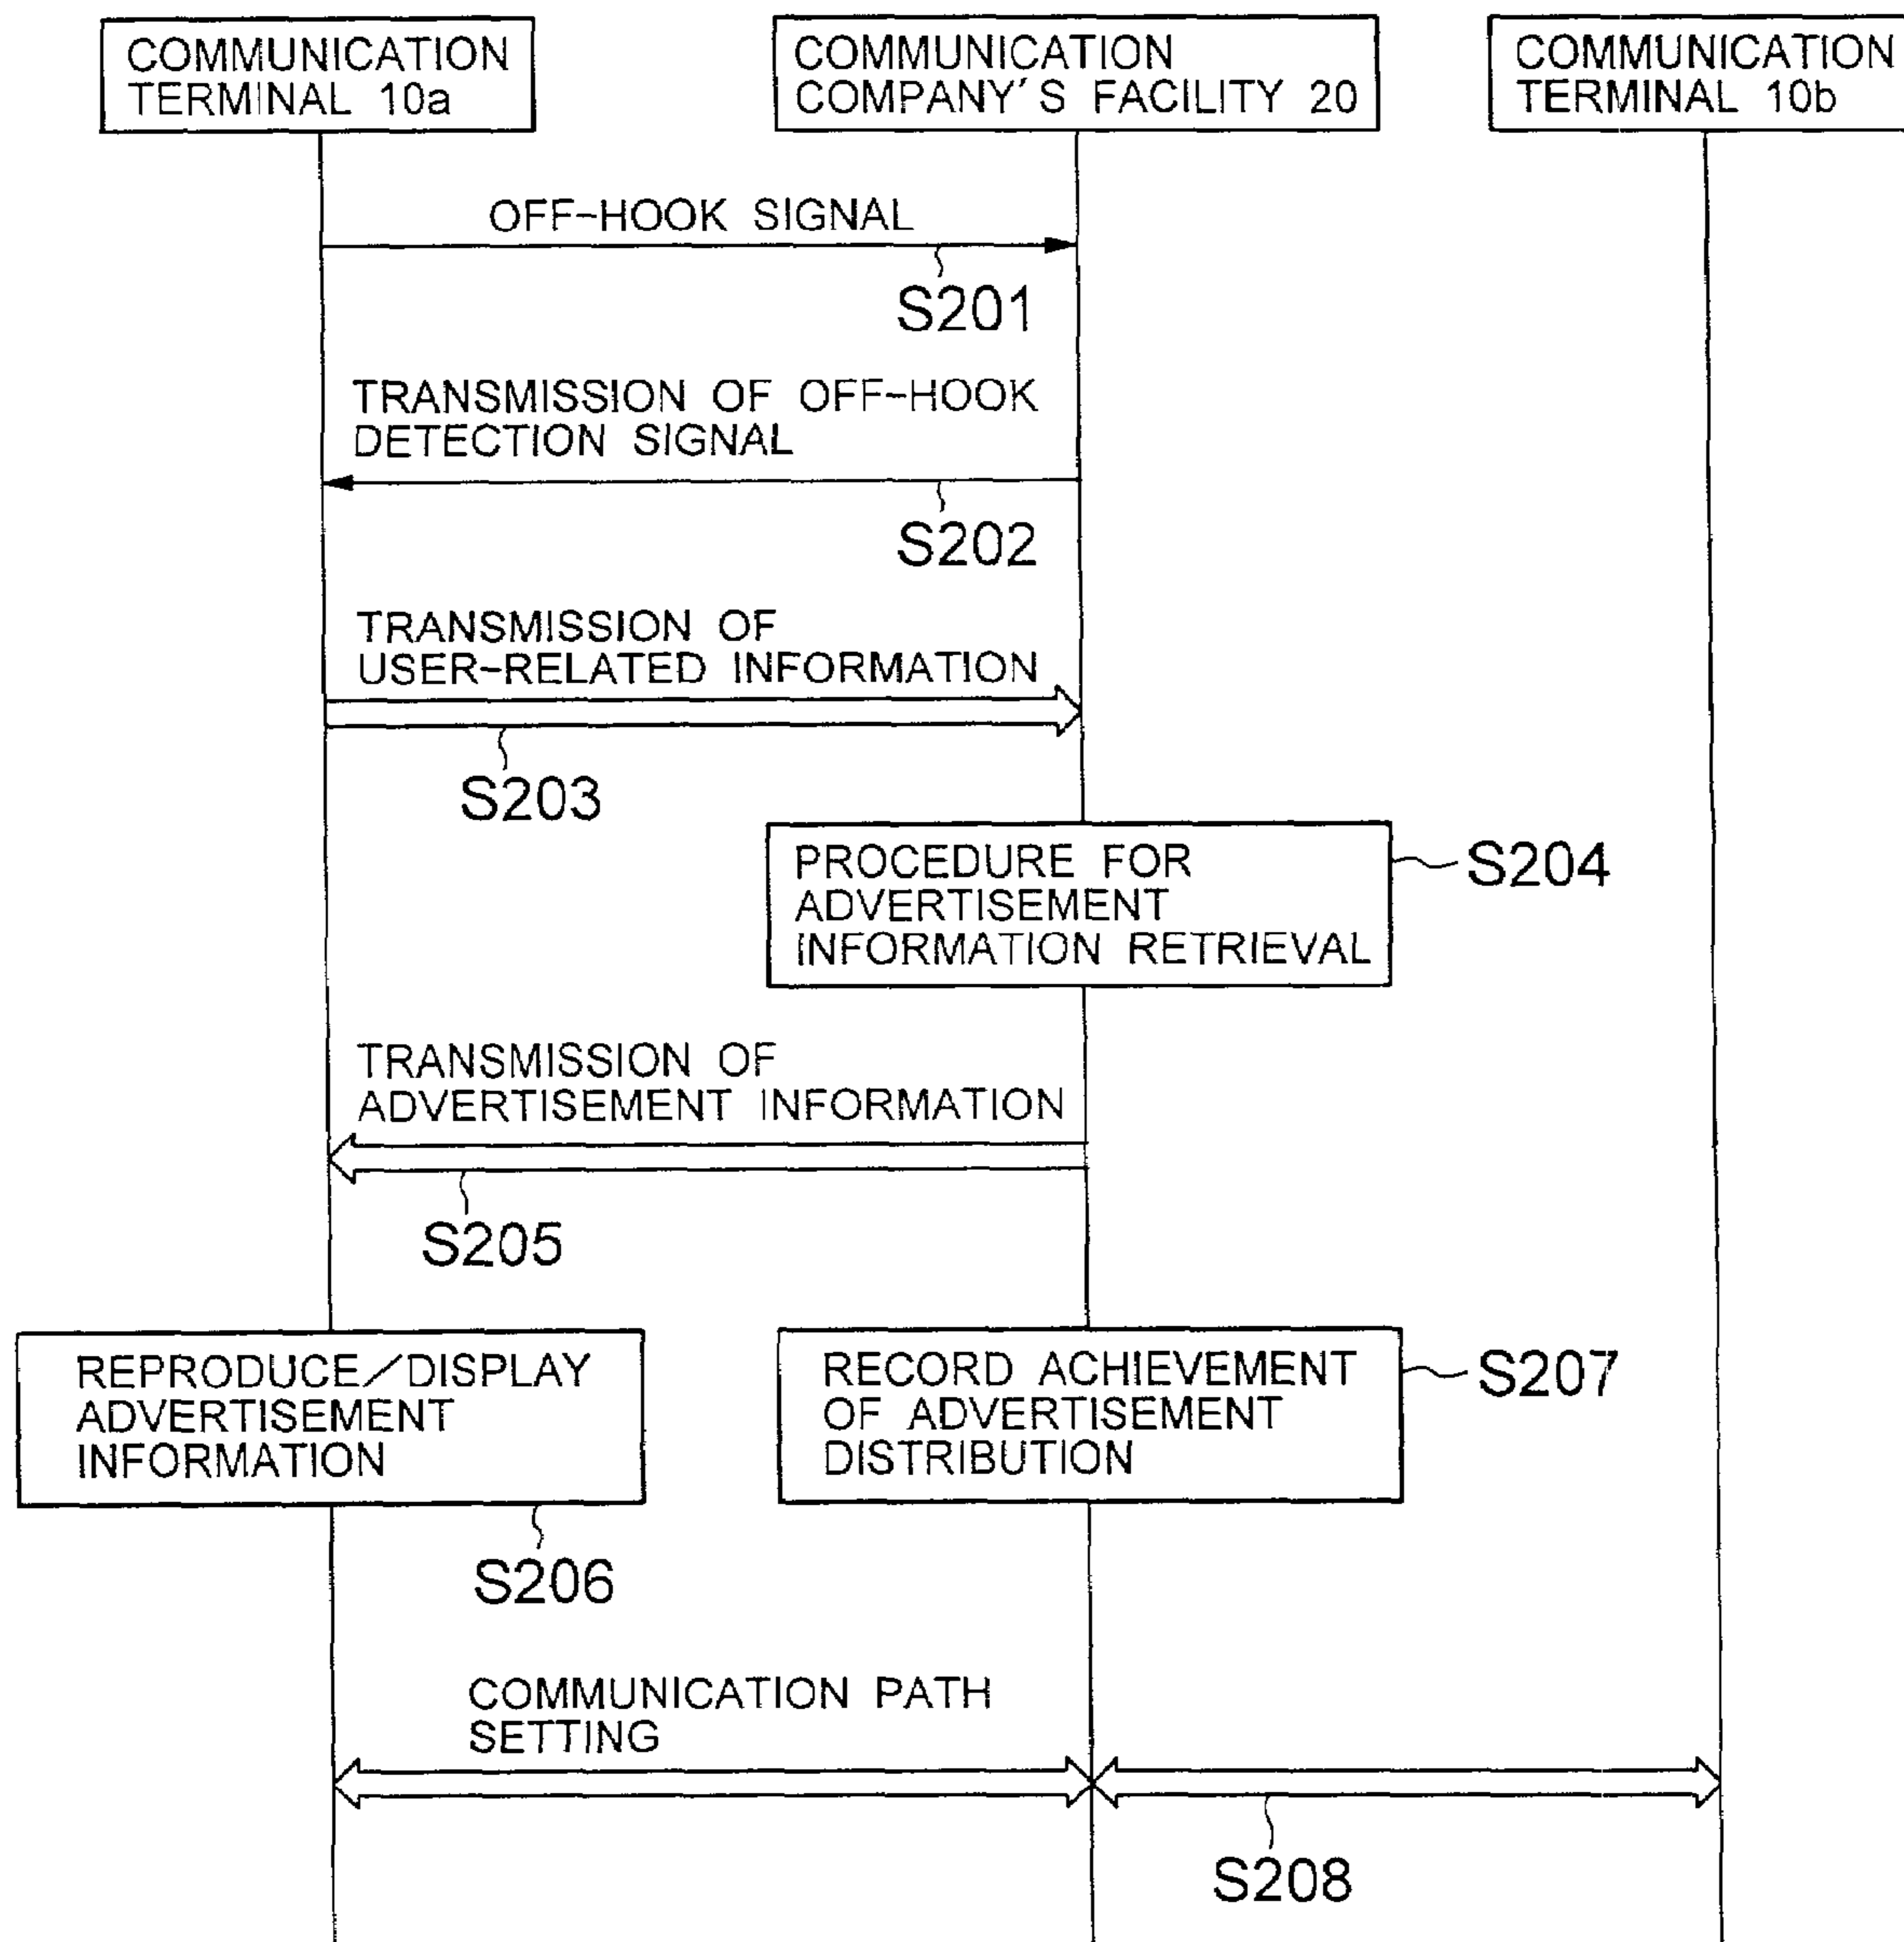 COMMUNICATION
TERMINAL 10a
COMMUNICATION
COMPANY'S FACILITY 20
COMMUNICATION
TERMINAL 10b
OFF-HOOK SIGNAL
S201
TRANSMISSION OF OFF-HOOK
DETECTION SIGNAL
S202
TRANSMISSION OF
USER-RELATED INFORMATION
S203
PROCEDURE FOR
ADVERTISEMENT
INFORMATION RETRIEVAL
S204
TRANSMISSION OF
ADVERTISEMENT INFORMATION
S205
REPRODUCE/DISPLAY
ADVERTISEMENT
INFORMATION
S206
RECORD ACHIEVEMENT
OF ADVERTISEMENT
DISTRIBUTION
S207
COMMUNICATION PATH
SETTING
S208